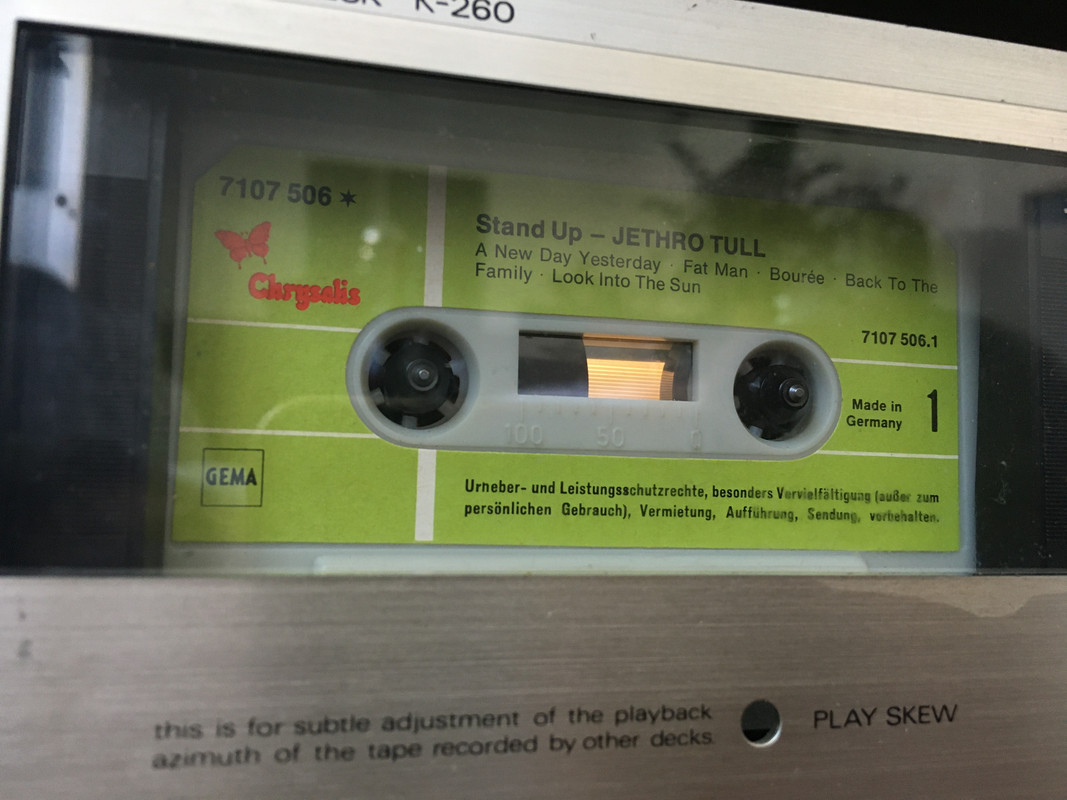 K-260
7107 506 ✶
Chrysalis
Stand Up – JETHRO TULL
A New Day Yesterday · Fat Man · Bourée · Back To The
Family · Look Into The Sun
7107 506.1
Made in
Germany
1
100 50 0
GEMA
Urheber- und Leistungsschutzrechte, besonders Vervielfältigung (außer zum
persönlichen Gebrauch), Vermietung, Aufführung, Sendung, vorbehalten.
this is for subtle adjustment of the playback
azimuth of the tape recorded by other decks.
PLAY SKEW